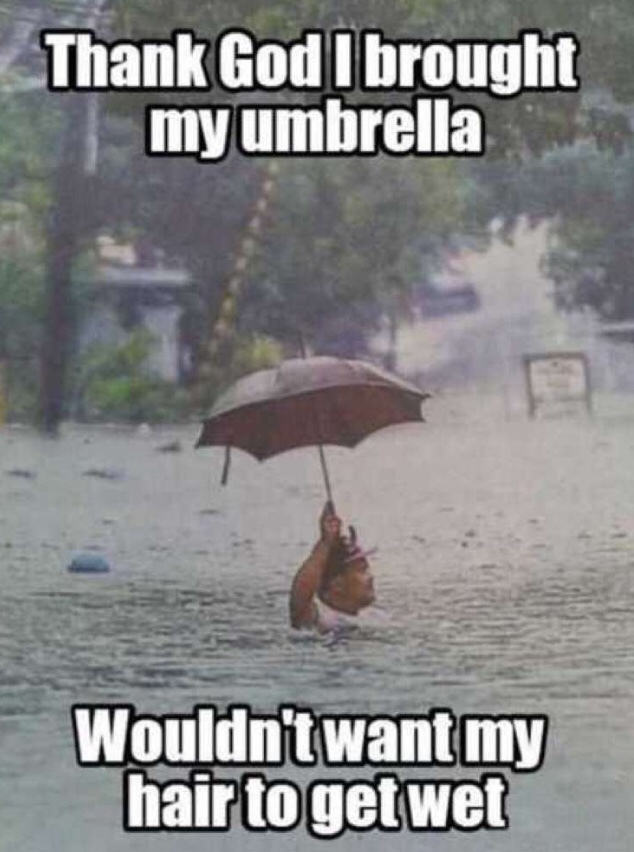 Thank God I brought
my umbrella
Wouldn't want my
hair to get wet